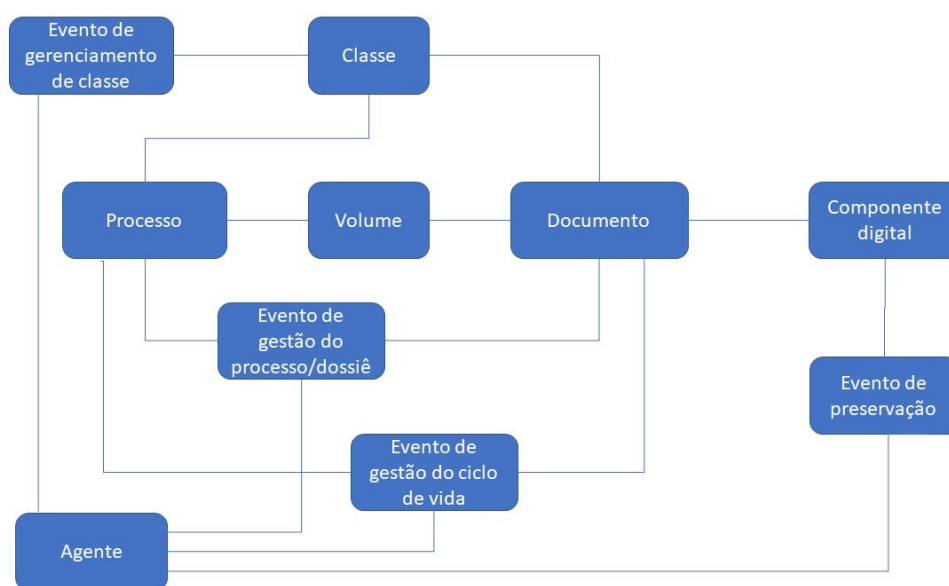 Evento de
gerenciamento
de classe
Classe
Processo
Volume
Documento
Componente
digital
Evento de
gestão do
processo/dossiê
Evento de
preservação
Evento de
gestão do ciclo
de vida
Agente